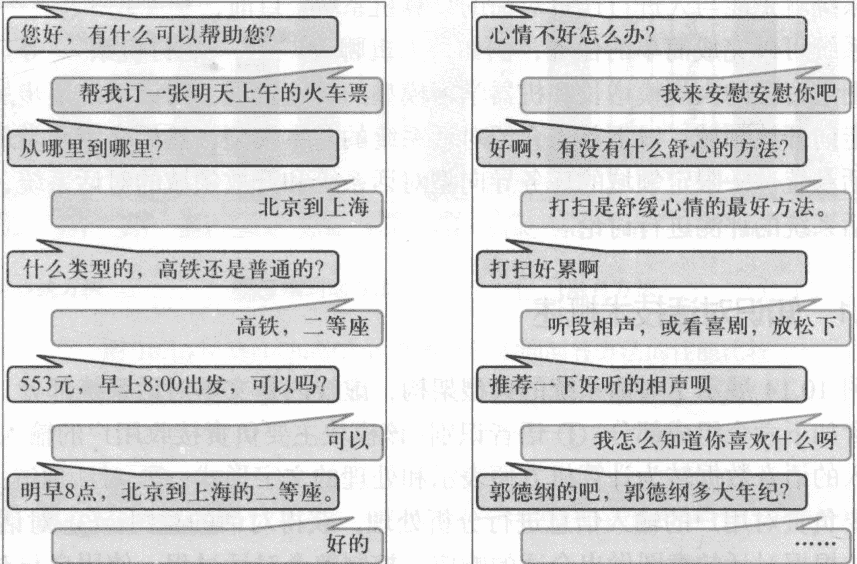 您好，有什么可以帮助您？
帮我订一张明天上午的火车票
从哪里到哪里？
北京到上海
什么类型的，高铁还是普通的？
高铁，二等座
553元，早上8:00出发，可以吗？
可以
明早8点，北京到上海的二等座。
好的
心情不好怎么办？
我来安慰安慰你吧
好啊，有没有什么舒心的方法？
打扫是舒缓心情的最好方法。
打扫好累啊
听段相声，或看喜剧，放松下
推荐一下好听的相声呗
我怎么知道你喜欢什么呀
郭德纲的吧，郭德纲多大年纪？
……